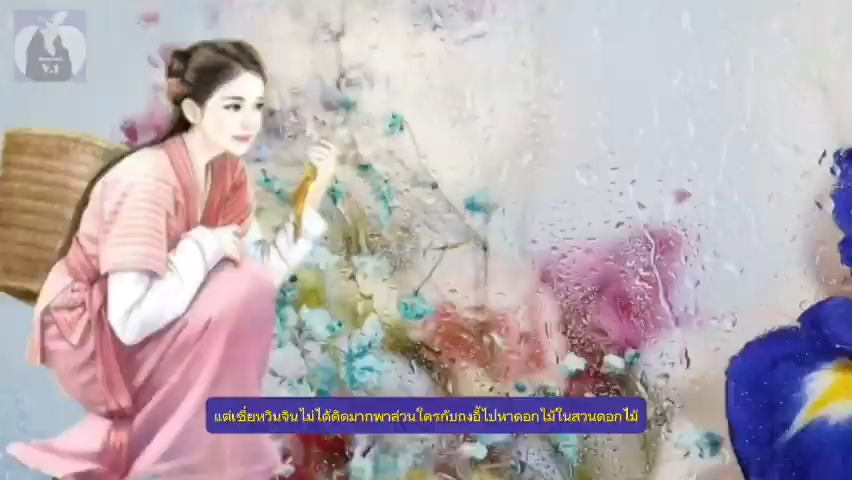 V.1
แต่เซี่ยหวินจินไม่ได้คิดมากพาส่วนใครกับถงอี้ไปหาดอกไม้ในสวนดอกไม้